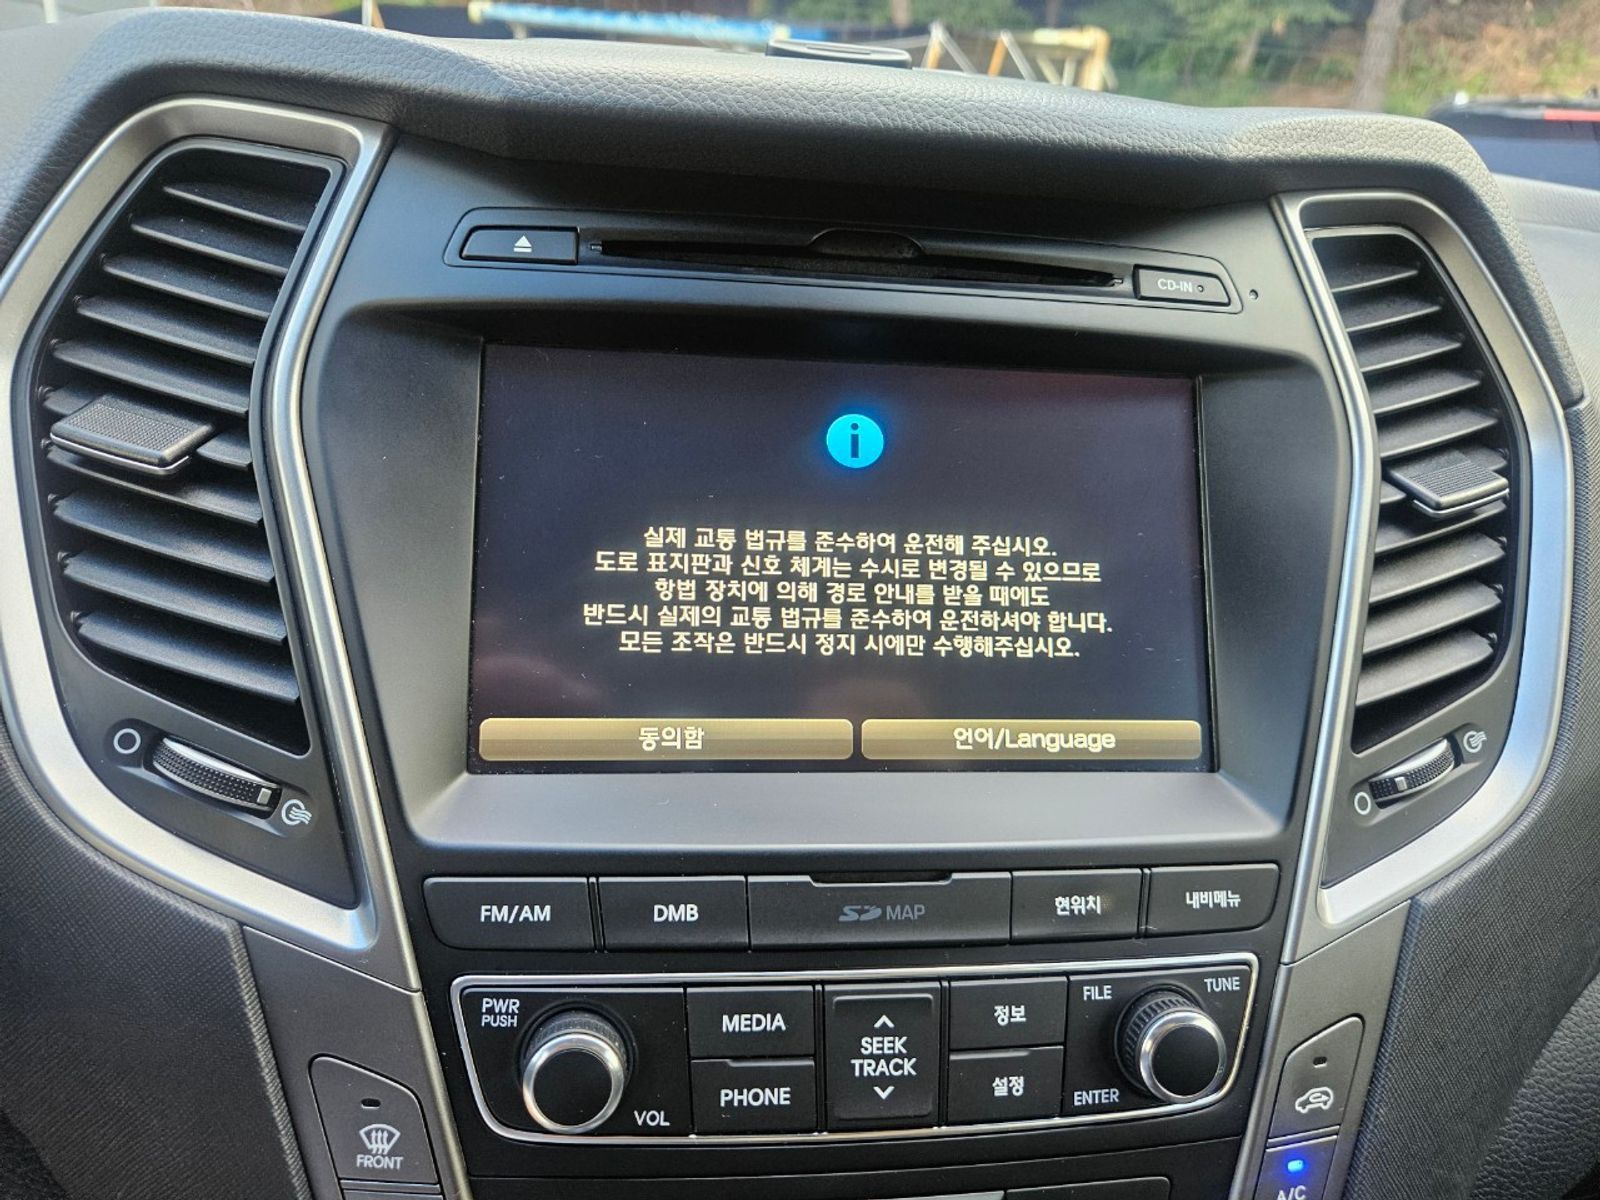 CD-IN
실제 교통 법규를 준수하여 운전해 주십시오.
도로 표지판과 신호 체계는 수시로 변경될 수 있으므로
항법 장치에 의해 경로 안내를 받을 때에도
반드시 실제의 교통 법규를 준수하여 운전하셔야 합니다.
모든 조작은 반드시 정지 시에만 수행해주십시오.
동의함
언어/Language
FM/AM
DMB
SD MAP
현위치
내비메뉴
PWR
PUSH
VOL
MEDIA
PHONE
SEEK
TRACK
정보
설정
FILE
TUNE
ENTER
FRONT
A/C